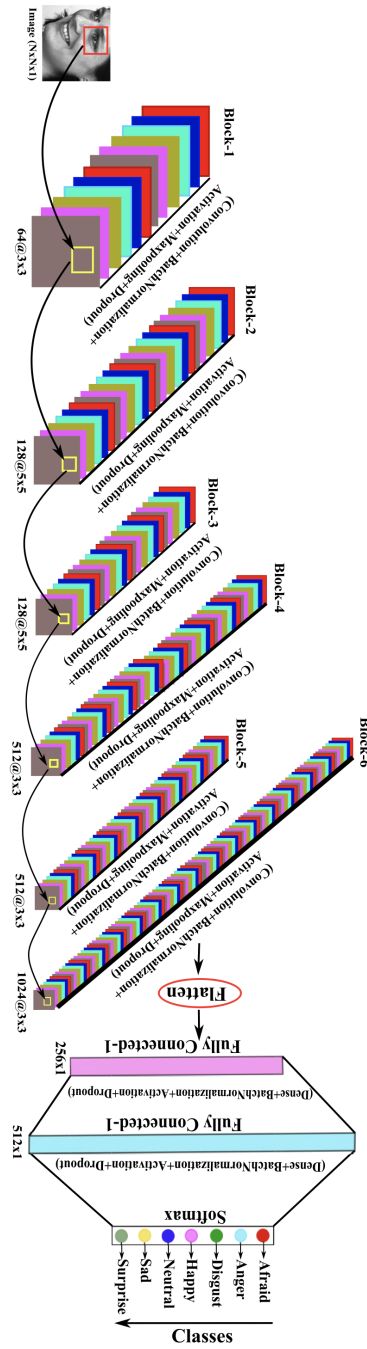 Image (NxNx1)
Block-1
(Convolution+BatchNormalization+
Activation+Maxpooling+Dropout)
64@3x3
Block-2
(Convolution+BatchNormalization+
Activation+Maxpooling+Dropout)
128@5x5
Block-3
(Convolution+BatchNormalization+
Activation+Maxpooling+Dropout)
128@5x5
Block-4
(Convolution+BatchNormalization+
Activation+Maxpooling+Dropout)
512@3x3
Block-5
(Convolution+BatchNormalization+
Activation+Maxpooling+Dropout)
512@3x3
Block-6
(Convolution+BatchNormalization+
Activation+Maxpooling+Dropout)
1024@3x3
Flatten
Fully Connected-1
256x1
(Dense+BatchNormalization+Activation+Dropout)
Fully Connected-1
512x1
(Dense+BatchNormalization+Activation+Dropout)
Softmax
Afraid
Anger
Disgust
Happy
Neutral
Sad
Surprise
Classes